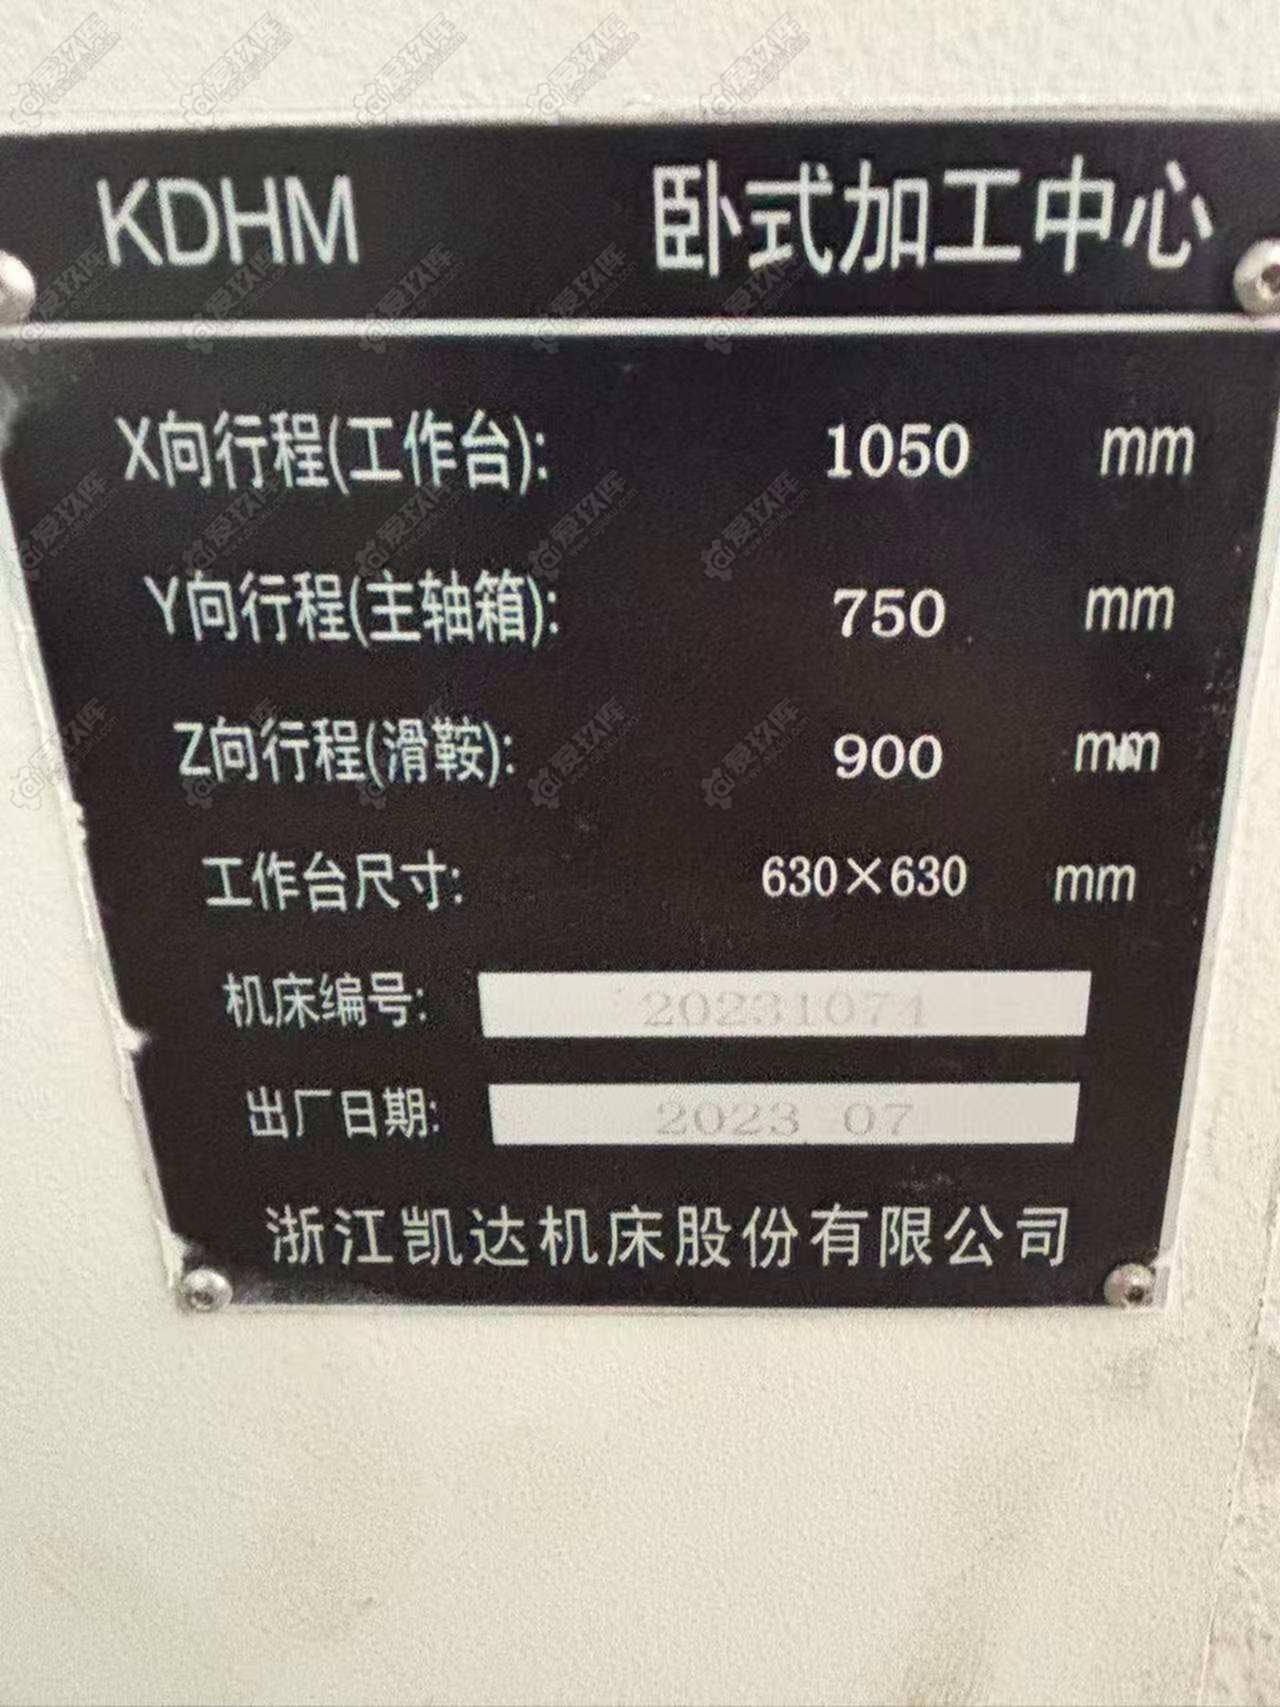 KDHM 卧式加工中心
X向行程(工作台): 1050 mm
Y向行程(主轴箱): 750 mm
Z向行程(滑鞍): 900 mm
工作台尺寸: 630×630 mm
机床编号: 20231074
出厂日期: 2023 07
浙江凯达机床股份有限公司